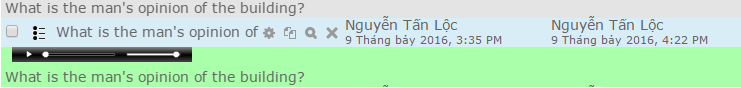 What is the man's opinion of the building?
What is the man's opinion of the building Nguyễn Tấn Lộc Nguyễn Tấn Lộc
9 Tháng bảy 2016, 3:35 PM 9 Tháng bảy 2016, 4:22 PM
What is the man's opinion of the building?